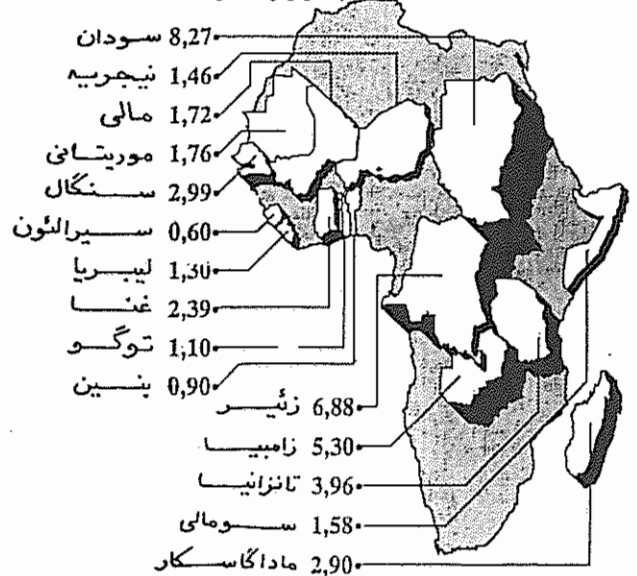 سودان 8,27
نیجریه 1,46
مالی 1,72
موریتانی 1,76
سنگال 2,99
سیرالئون 0,60
لیبریا 1,30
غنا 2,39
توگو 1,10
بنین 0,90
زئیر 6,88
زامبیا 5,30
تانزانیا 3,96
سومالی 1,58
ماداگاسکار 2,90